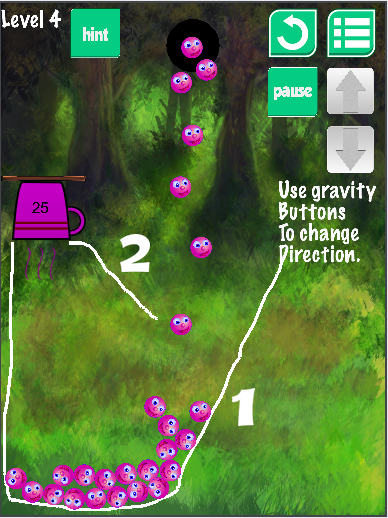 Level 4
hint
pause
25
Use gravity
Buttons
To change
Direction.
2
1